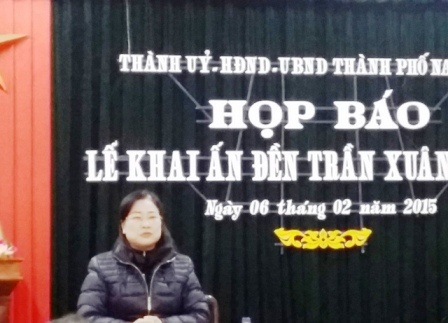 THÀNH UỶ-HĐND-UBND THÀNH PHỐ NA
HỌP BÁO
LỄ KHAI ẤN ĐỀN TRẦN XUÂN
Ngày 06 tháng 02 năm 2015